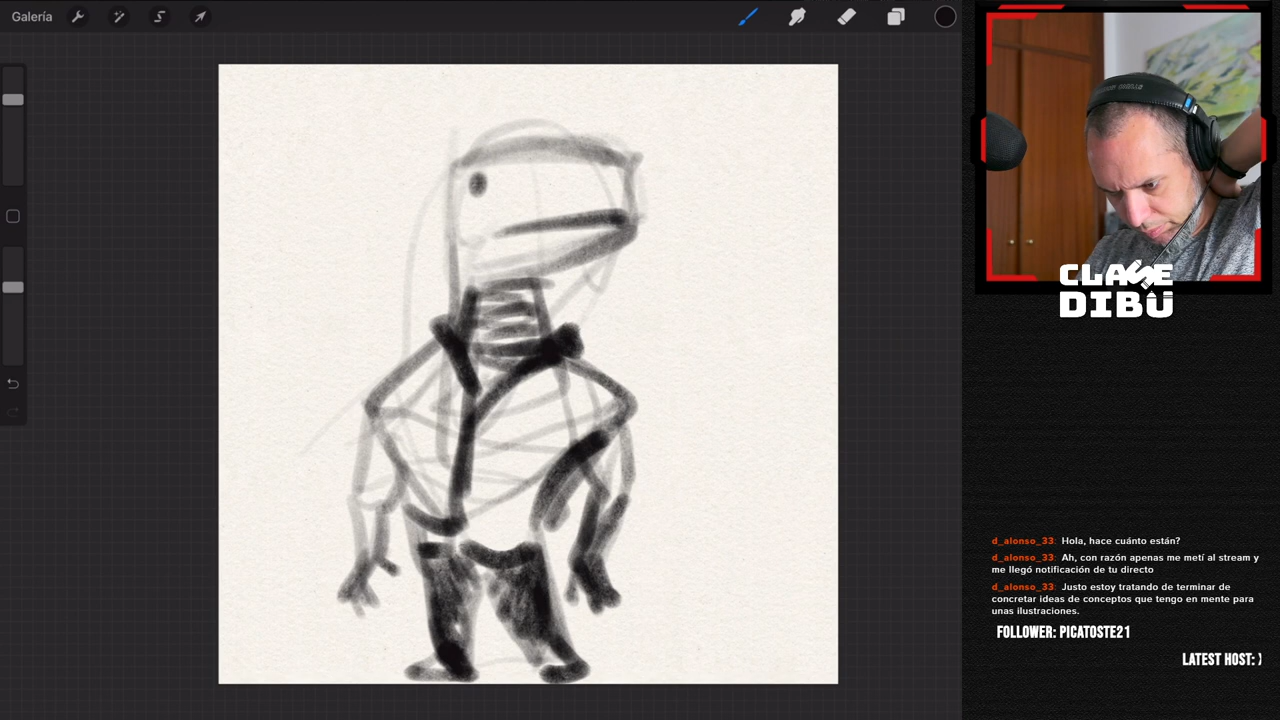 Galería
CLASE
DIBU
d_alonso_33: Hola, hace cuánto están?
d_alonso_33: Ah, con razón apenas me metí al stream y
me llegó notificación de tu directo
d_alonso_33: Justo estoy tratando de terminar de
concretar ideas de conceptos que tengo en mente para
unas ilustraciones.
FOLLOWER: PICATOSTE21
LATEST HOST: )